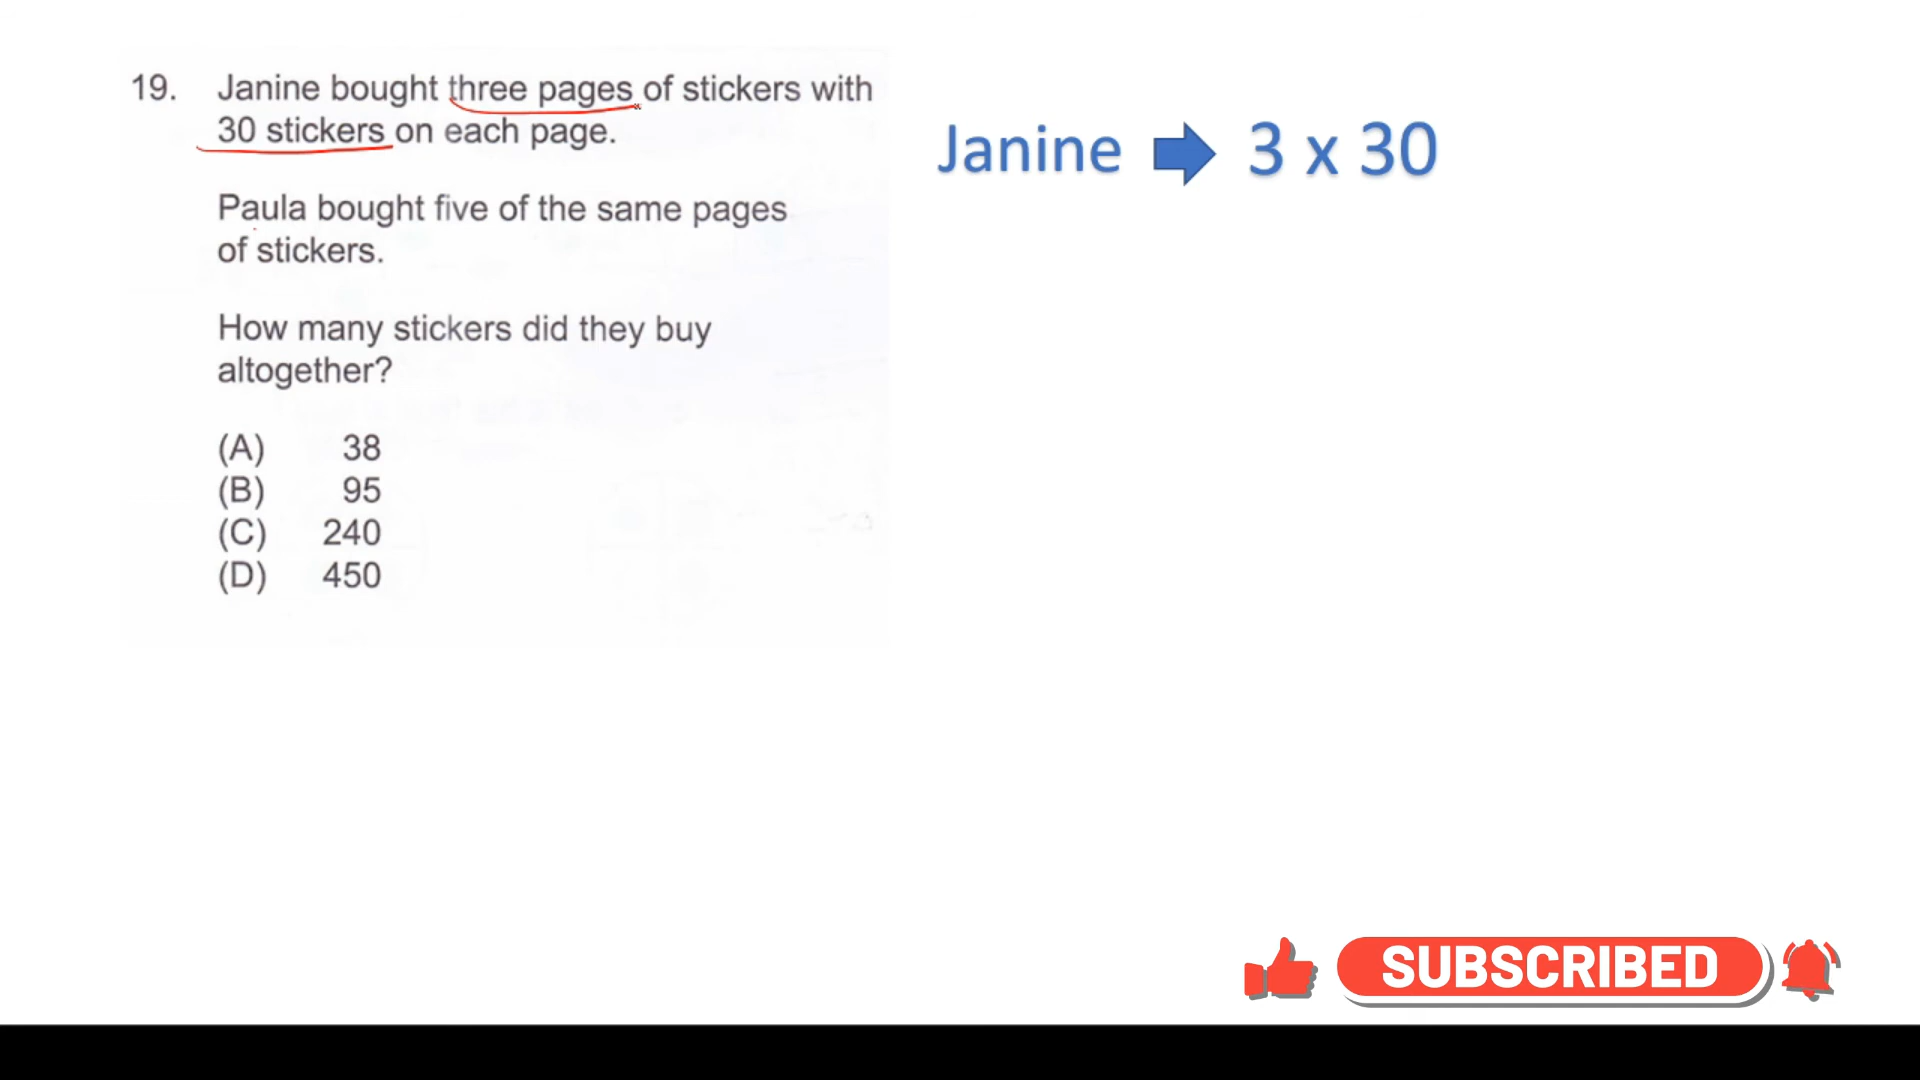 19. Janine bought three pages of stickers with
30 stickers on each page.
Paula bought five of the same pages
of stickers.
How many stickers did they buy
altogether?
(A) 38
(B) 95
(C) 240
(D) 450
Janine 3 x 30
SUBSCRIBED